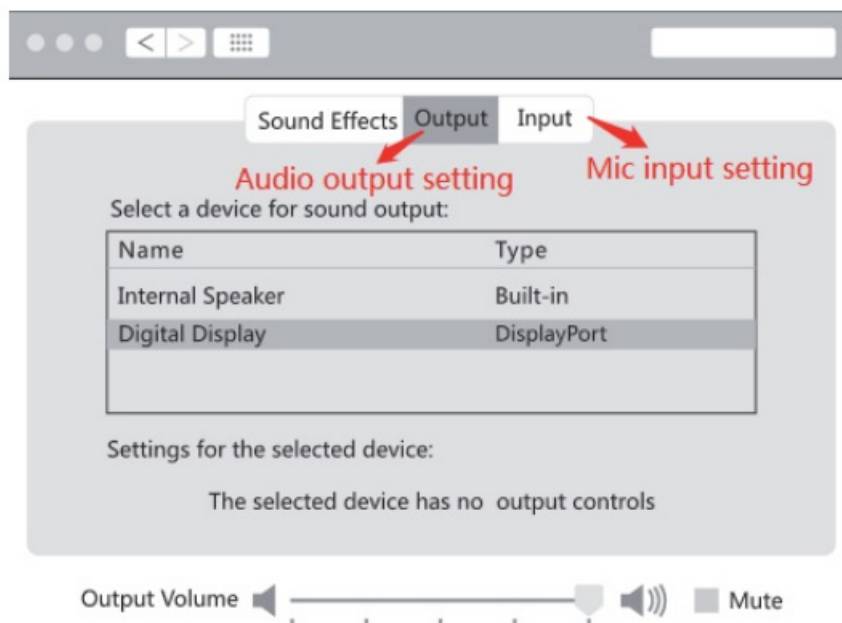 < >
Sound Effects Output Input
Audio output setting
Mic input setting
Select a device for sound output:
Name Type
Internal Speaker Built-in
Digital Display DisplayPort
Settings for the selected device:
The selected device has no output controls
Output Volume Mute